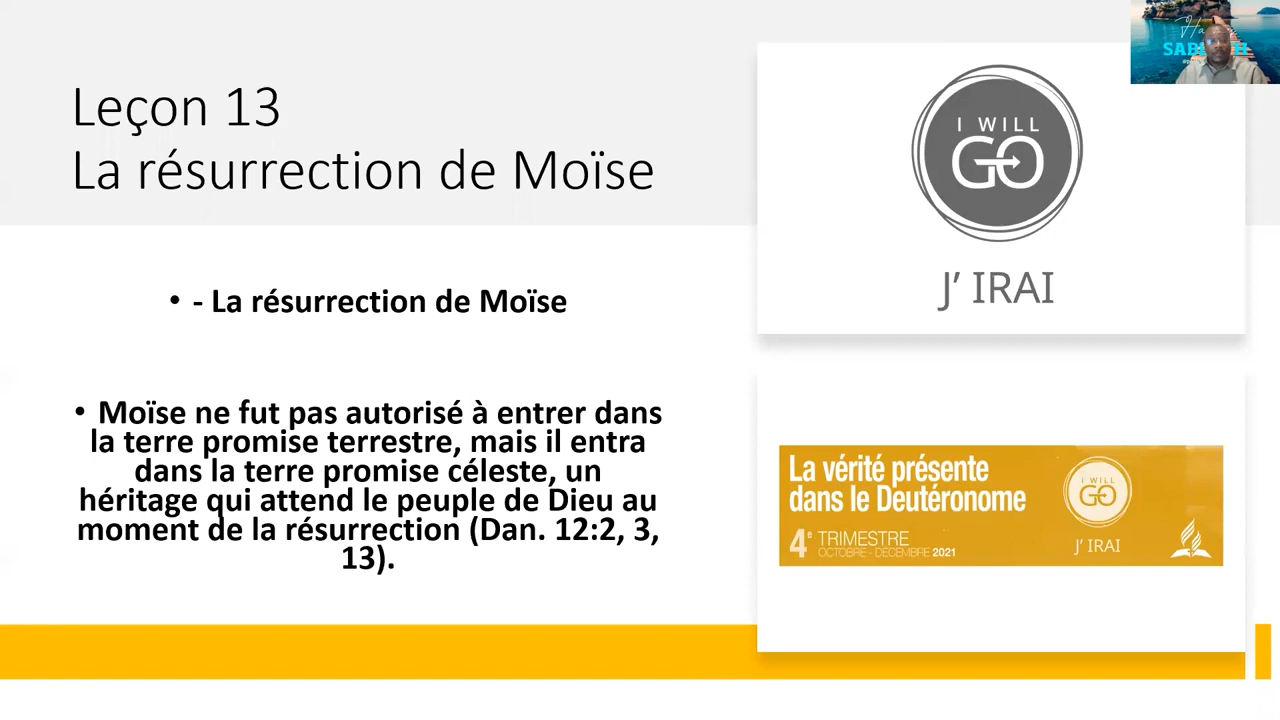 Leçon 13
La résurrection de Moïse
• - La résurrection de Moïse
• Moïse ne fut pas autorisé à entrer dans
la terre promise terrestre, mais il entra
dans la terre promise céleste, un
héritage qui attend le peuple de Dieu au
moment de la résurrection (Dan. 12:2, 3,
13).
I WILL
GO
J’ IRAI
La vérité présente
dans le Deutéronome
4e TRIMESTRE
OCTOBRE - DÉCEMBRE 2021
I WILL
GO
J’ IRAI